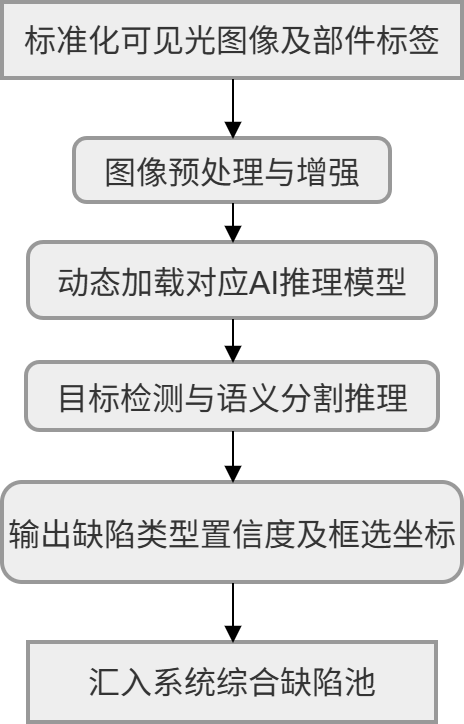 标准化可见光图像及部件标签
图像预处理与增强
动态加载对应AI推理模型
目标检测与语义分割推理
输出缺陷类型置信度及框选坐标
汇入系统综合缺陷池